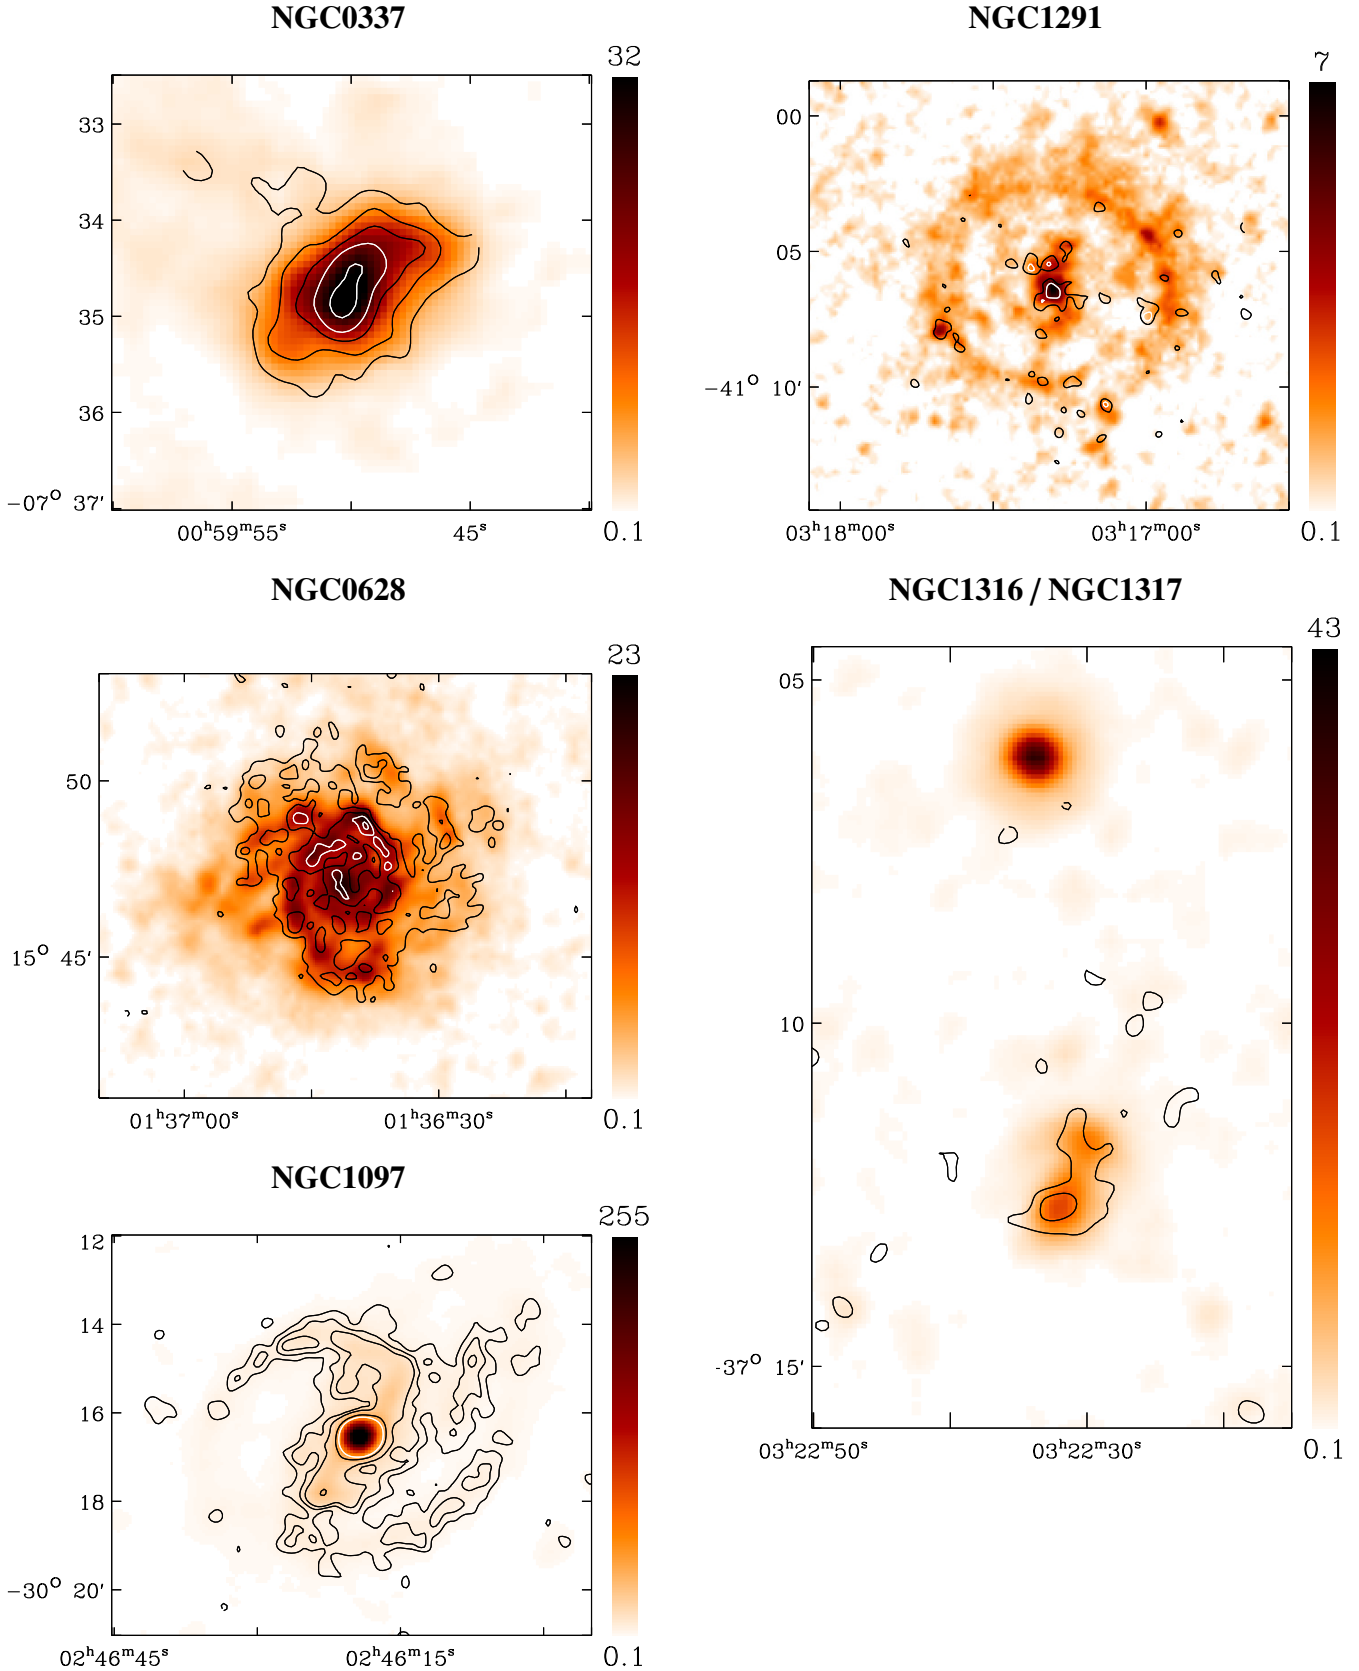 NGC0337
32
33
34
35
36
−07° 37′
00ʰ59ᵐ55ˢ
45ˢ
0.1
NGC1291
7
00
05
−41° 10′
03ʰ18ᵐ00ˢ
03ʰ17ᵐ00ˢ
0.1
NGC0628
23
50
15° 45′
01ʰ37ᵐ00ˢ
01ʰ36ᵐ30ˢ
0.1
NGC1316 / NGC1317
43
05
10
-37° 15′
03ʰ22ᵐ50ˢ
03ʰ22ᵐ30ˢ
0.1
NGC1097
255
12
14
16
18
−30° 20′
02ʰ46ᵐ45ˢ
02ʰ46ᵐ15ˢ
0.1